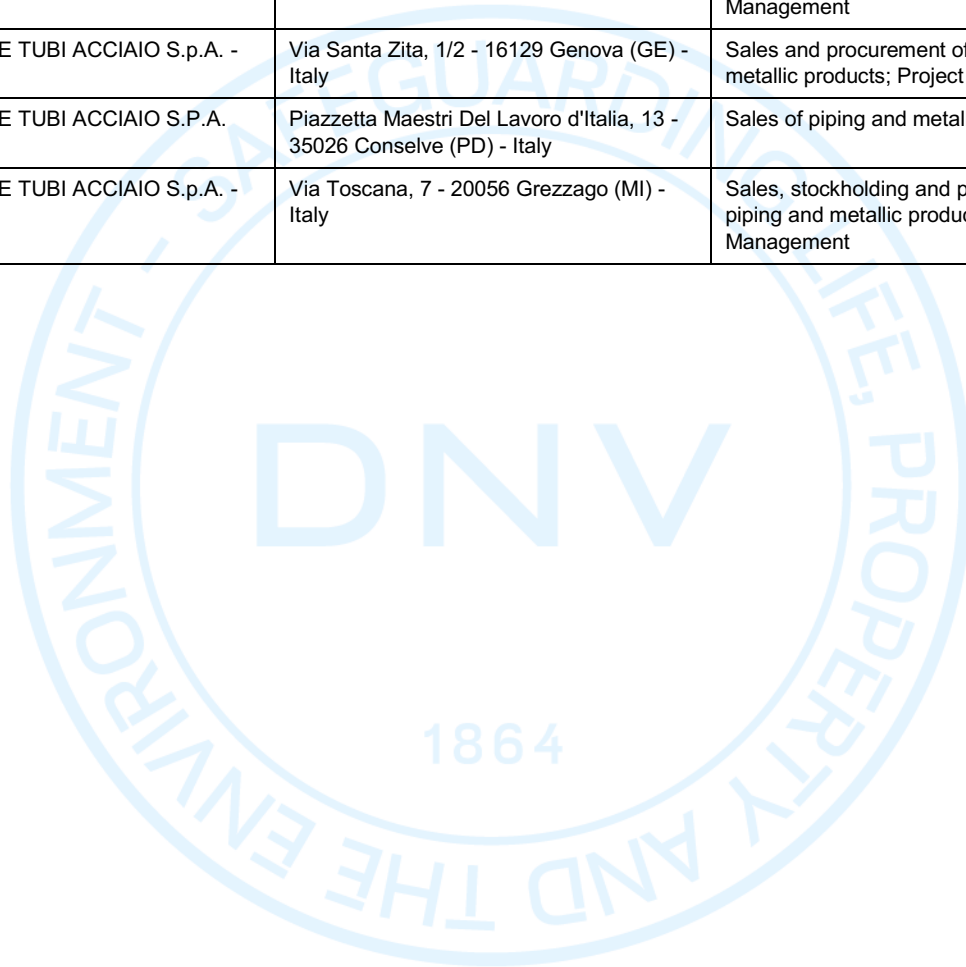 Management
E TUBI ACCIAIO S.p.A. -
Via Santa Zita, 1/2 - 16129 Genova (GE) -
Italy
Sales and procurement of
metallic products; Project
E TUBI ACCIAIO S.P.A.
Piazzetta Maestri Del Lavoro d'Italia, 13 -
35026 Conselve (PD) - Italy
Sales of piping and metal
E TUBI ACCIAIO S.p.A. -
Via Toscana, 7 - 20056 Grezzago (MI) -
Italy
Sales, stockholding and p
piping and metallic produc
Management
SAFEGUARDING LIFE, PROPERTY AND THE ENVIRONMENT -
DNV
1864